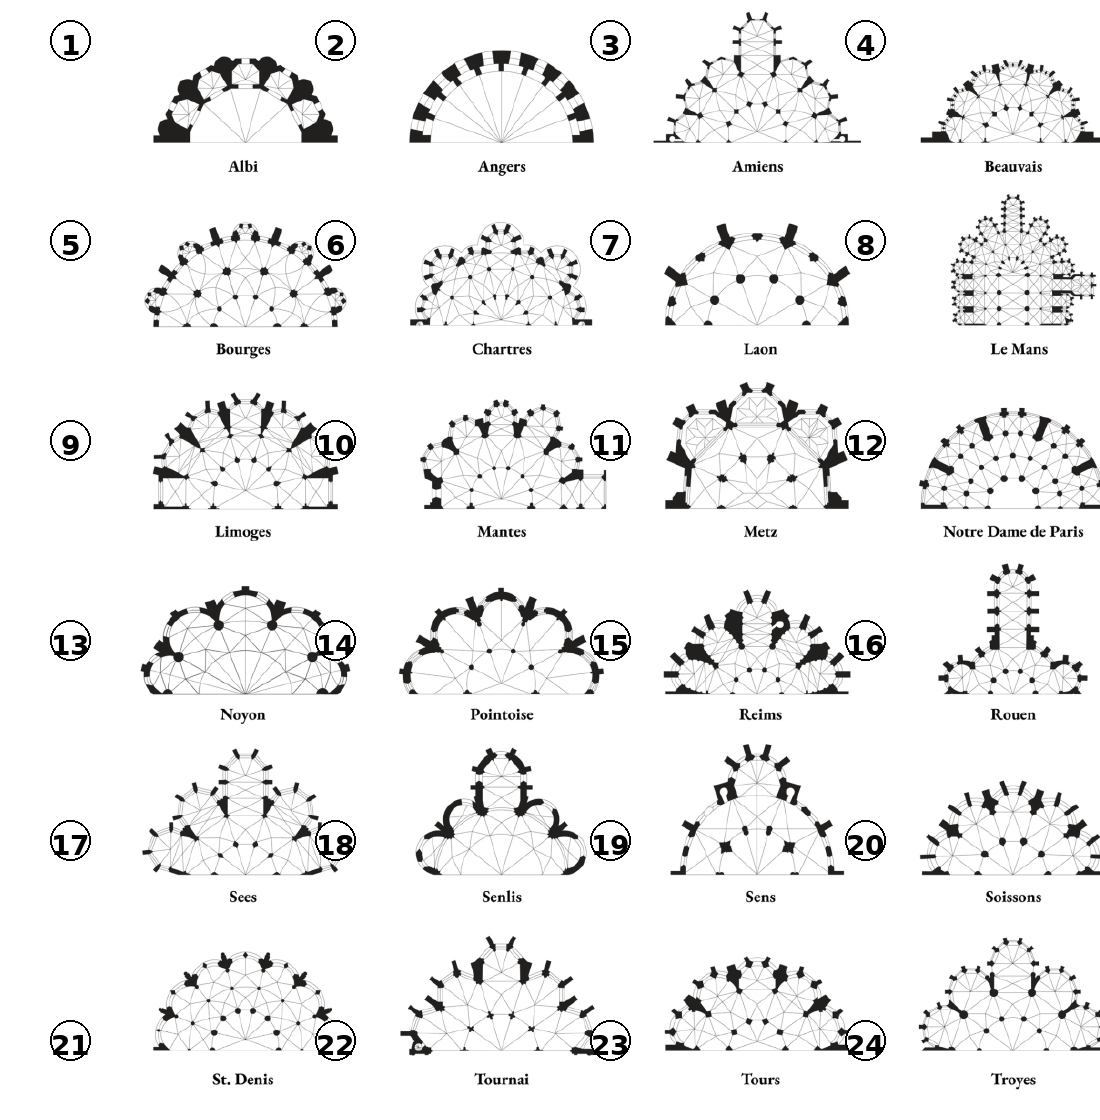 1 2 3 4
Albi Angers Amiens Beauvais
5 6 7 8
Bourges Chartres Laon Le Mans
9 10 11 12
Limoges Mantes Metz Notre Dame de Paris
13 14 15 16
Noyon Pointoise Reims Rouen
17 18 19 20
Sees Senlis Sens Soissons
21 22 23 24
St. Denis Tournai Tours Troyes